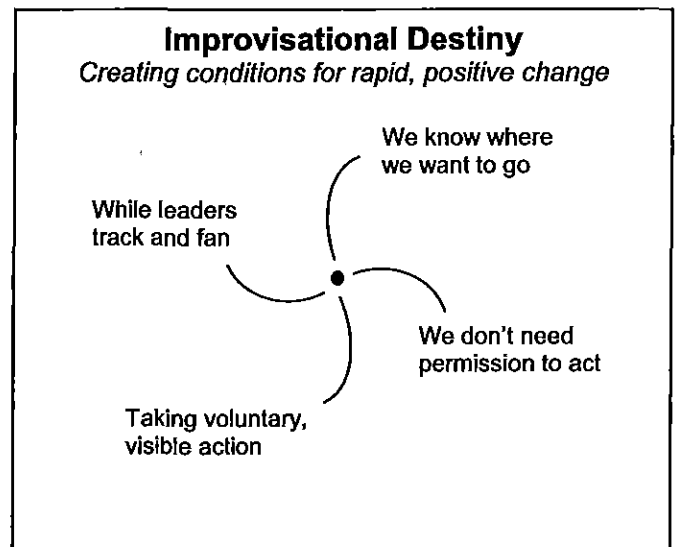 Improvisational Destiny
Creating conditions for rapid, positive change
We know where
we want to go
While leaders
track and fan
We don't need
permission to act
Taking voluntary,
visible action